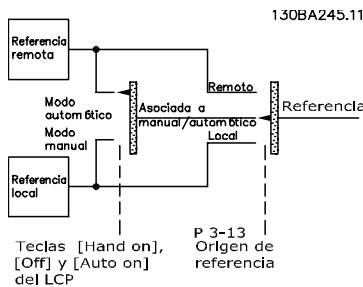 130BA245.11
Referencia
remota
Remoto
Modo
automático
Asociada a
manual/automático
Referencia
Modo
manual
Local
Referencia
local
P 3-13
Teclas [Hand on],
Origen de
[Off] y [Auto on]
referencia
del LCP